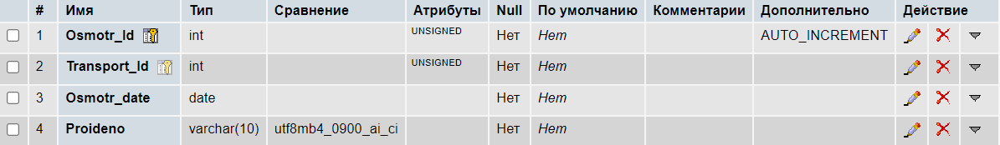 # Имя Тип Сравнение Атрибуты Null По умолчанию Комментарии Дополнительно Действие
1 Osmotr_Id int UNSIGNED Нет Нет AUTO_INCREMENT
2 Transport_Id int UNSIGNED Нет Нет
3 Osmotr_date date Нет Нет
4 Proideno varchar(10) utf8mb4_0900_ai_ci Нет Нет